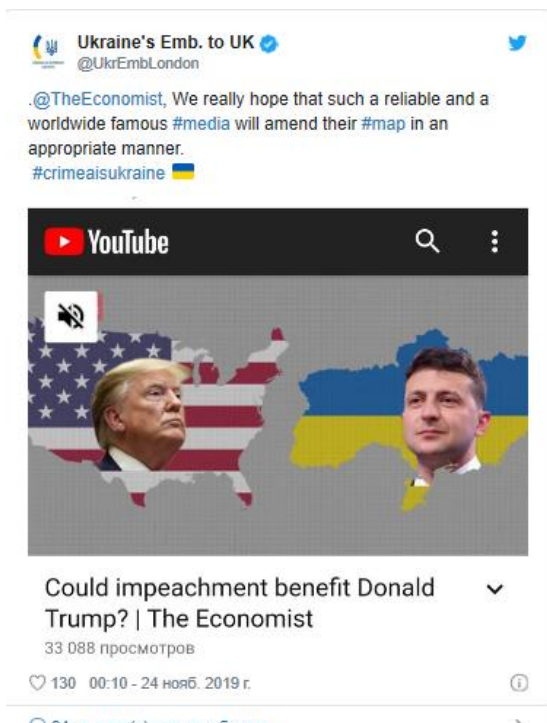 Ukraine's Emb. to UK
@UkrEmbLondon
.@TheEconomist, We really hope that such a reliable and a
worldwide famous #media will amend their #map in an
appropriate manner.
#crimeaisukraine
YouTube
Could impeachment benefit Donald
Trump? | The Economist
33 088 просмотров
130 00:10 - 24 нояб. 2019 г.